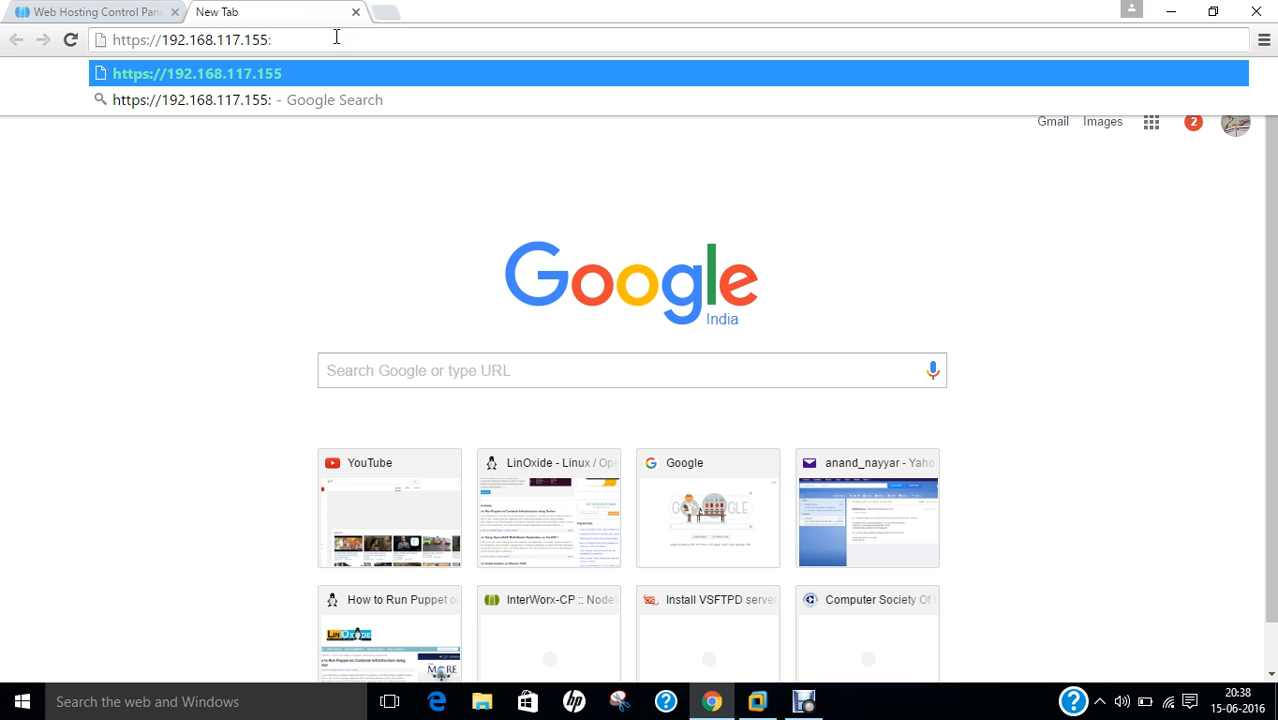 Web Hosting Control Pan
New Tab
https://192.168.117.155:
https://192.168.117.155
https://192.168.117.155: - Google Search
Gmail
Images
2
Google
India
Search Google or type URL
YouTube
LinOxide - Linux / Ope
Google
anand_nayyar - Yaho
How to Run Puppet o
InterWorx-CP :: Node
Install VSFTPD serve
Computer Society Of
LINOXIDE
Search the web and Windows
20:38
15-06-2016